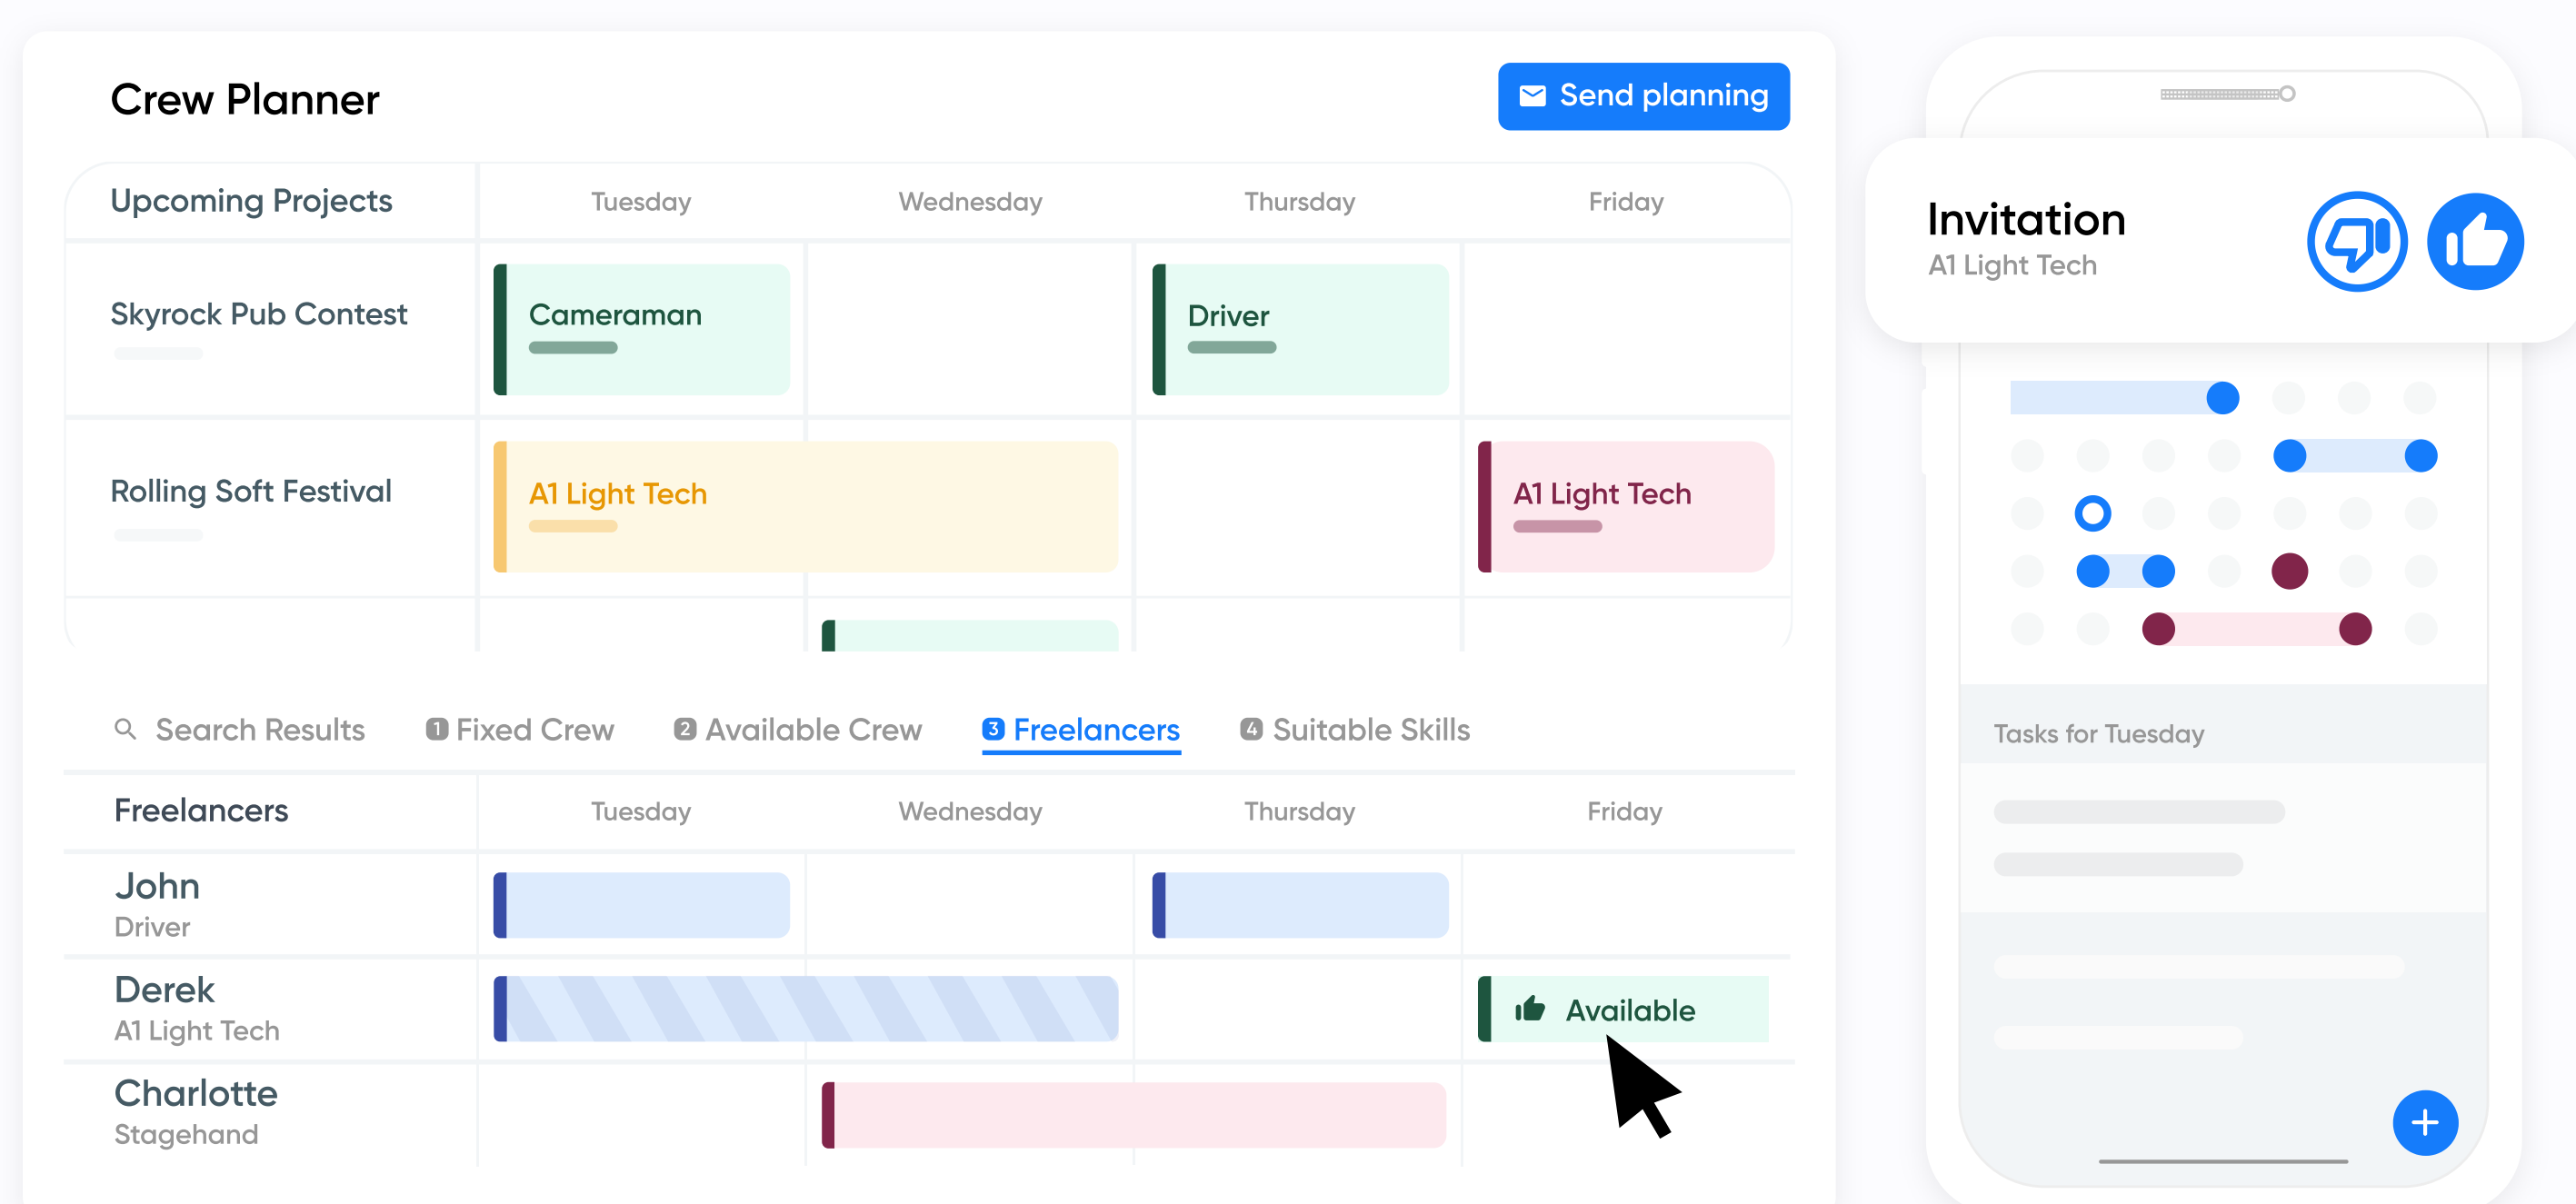 Crew Planner
Send planning
Upcoming Projects
Tuesday
Wednesday
Thursday
Friday
Skyrock Pub Contest
Cameraman
Driver
Rolling Soft Festival
A1 Light Tech
A1 Light Tech
Search Results
1 Fixed Crew
2 Available Crew
3 Freelancers
4 Suitable Skills
Freelancers
Tuesday
Wednesday
Thursday
Friday
John
Driver
Derek
A1 Light Tech
Available
Charlotte
Stagehand
Invitation
A1 Light Tech
Tasks for Tuesday